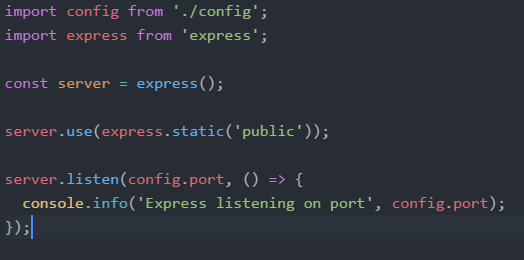 import config from './config';
import express from 'express';

const server = express();

server.use(express.static('public'));

server.listen(config.port, () => {
  console.info('Express listening on port', config.port);
});